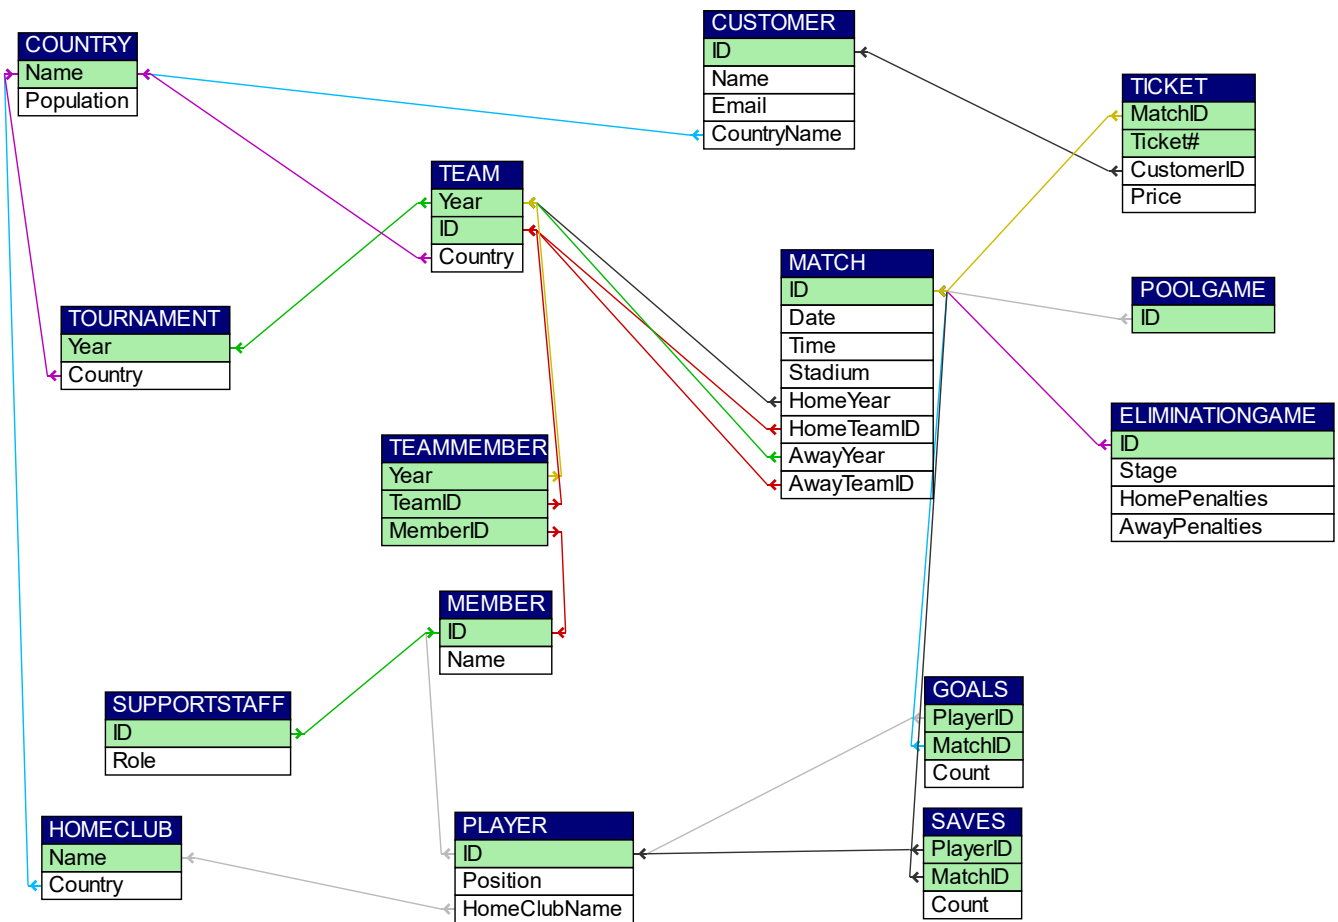 COUNTRY
Name
Population
CUSTOMER
ID
Name
Email
CountryName
TICKET
MatchID
Ticket#
CustomerID
Price
TEAM
Year
ID
Country
MATCH
ID
Date
Time
Stadium
HomeYear
HomeTeamID
AwayYear
AwayTeamID
POOLGAME
ID
TOURNAMENT
Year
Country
ELIMINATIONGAME
ID
Stage
HomePenalties
AwayPenalties
TEAMMEMBER
Year
TeamID
MemberID
MEMBER
ID
Name
SUPPORTSTAFF
ID
Role
GOALS
PlayerID
MatchID
Count
HOMECLUB
Name
Country
PLAYER
ID
Position
HomeClubName
SAVES
PlayerID
MatchID
Count